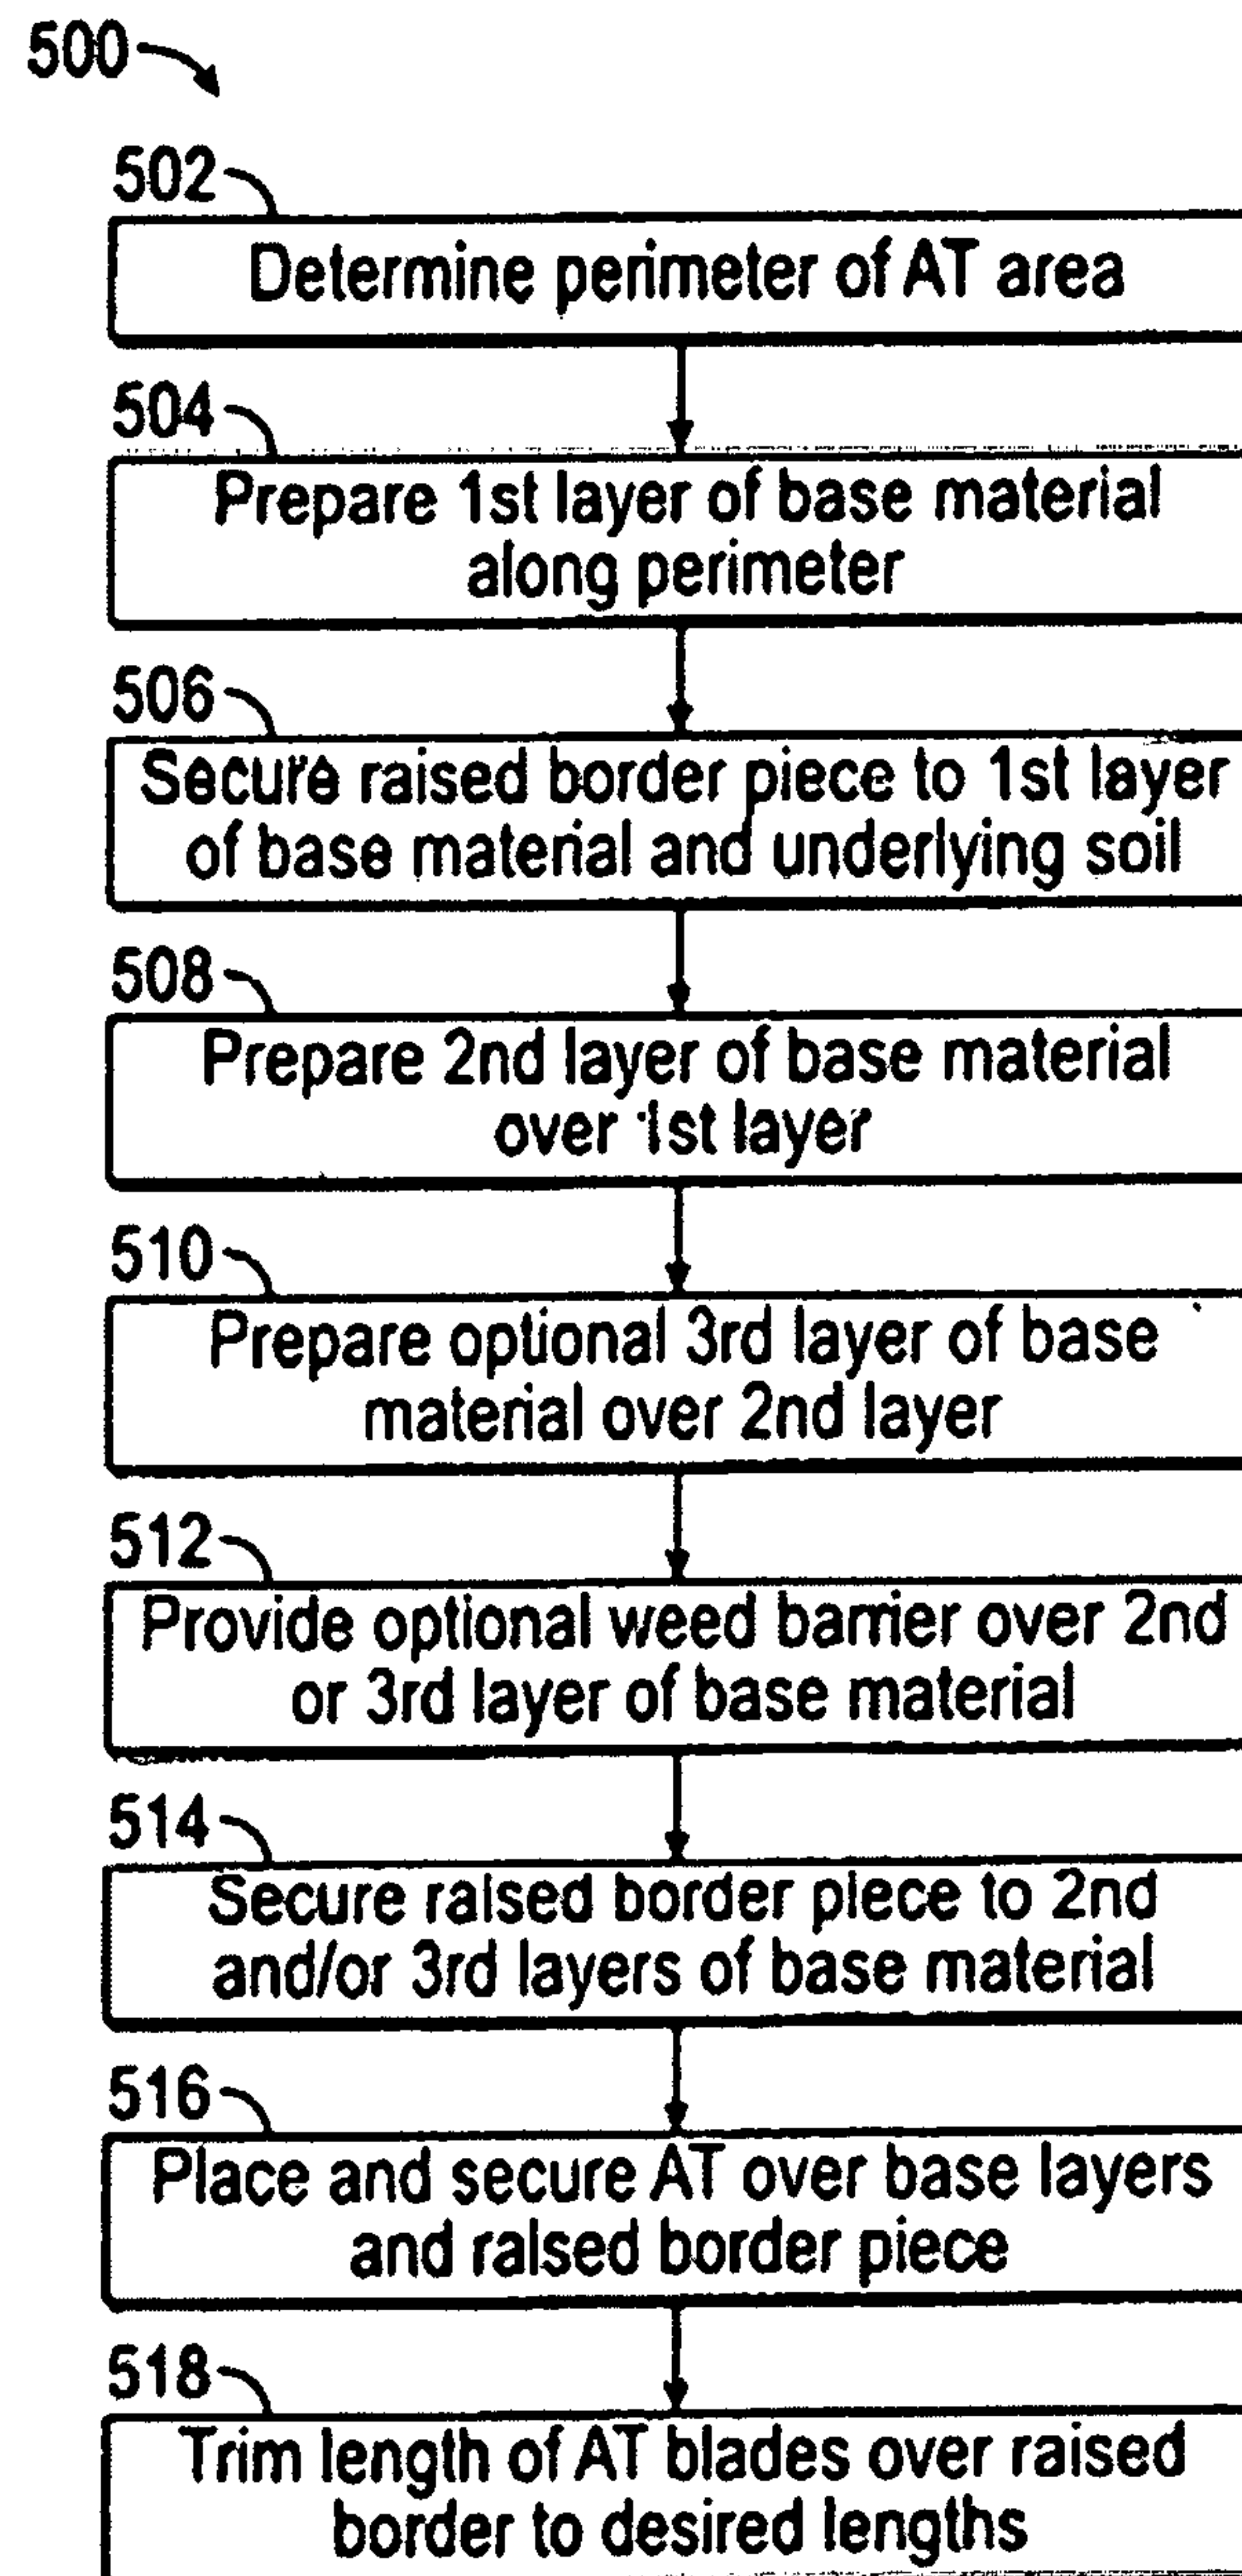 500
502
Determine perimeter of AT area
504
Prepare 1st layer of base material
along perimeter
506
Secure raised border piece to 1st layer
of base material and underlying soil
508
Prepare 2nd layer of base material
over 1st layer
510
Prepare optional 3rd layer of base
material over 2nd layer
512
Provide optional weed barrier over 2nd
or 3rd layer of base material
514
Secure raised border piece to 2nd
and/or 3rd layers of base material
516
Place and secure AT over base layers
and raised border piece
518
Trim length of AT blades over raised
border to desired lengths